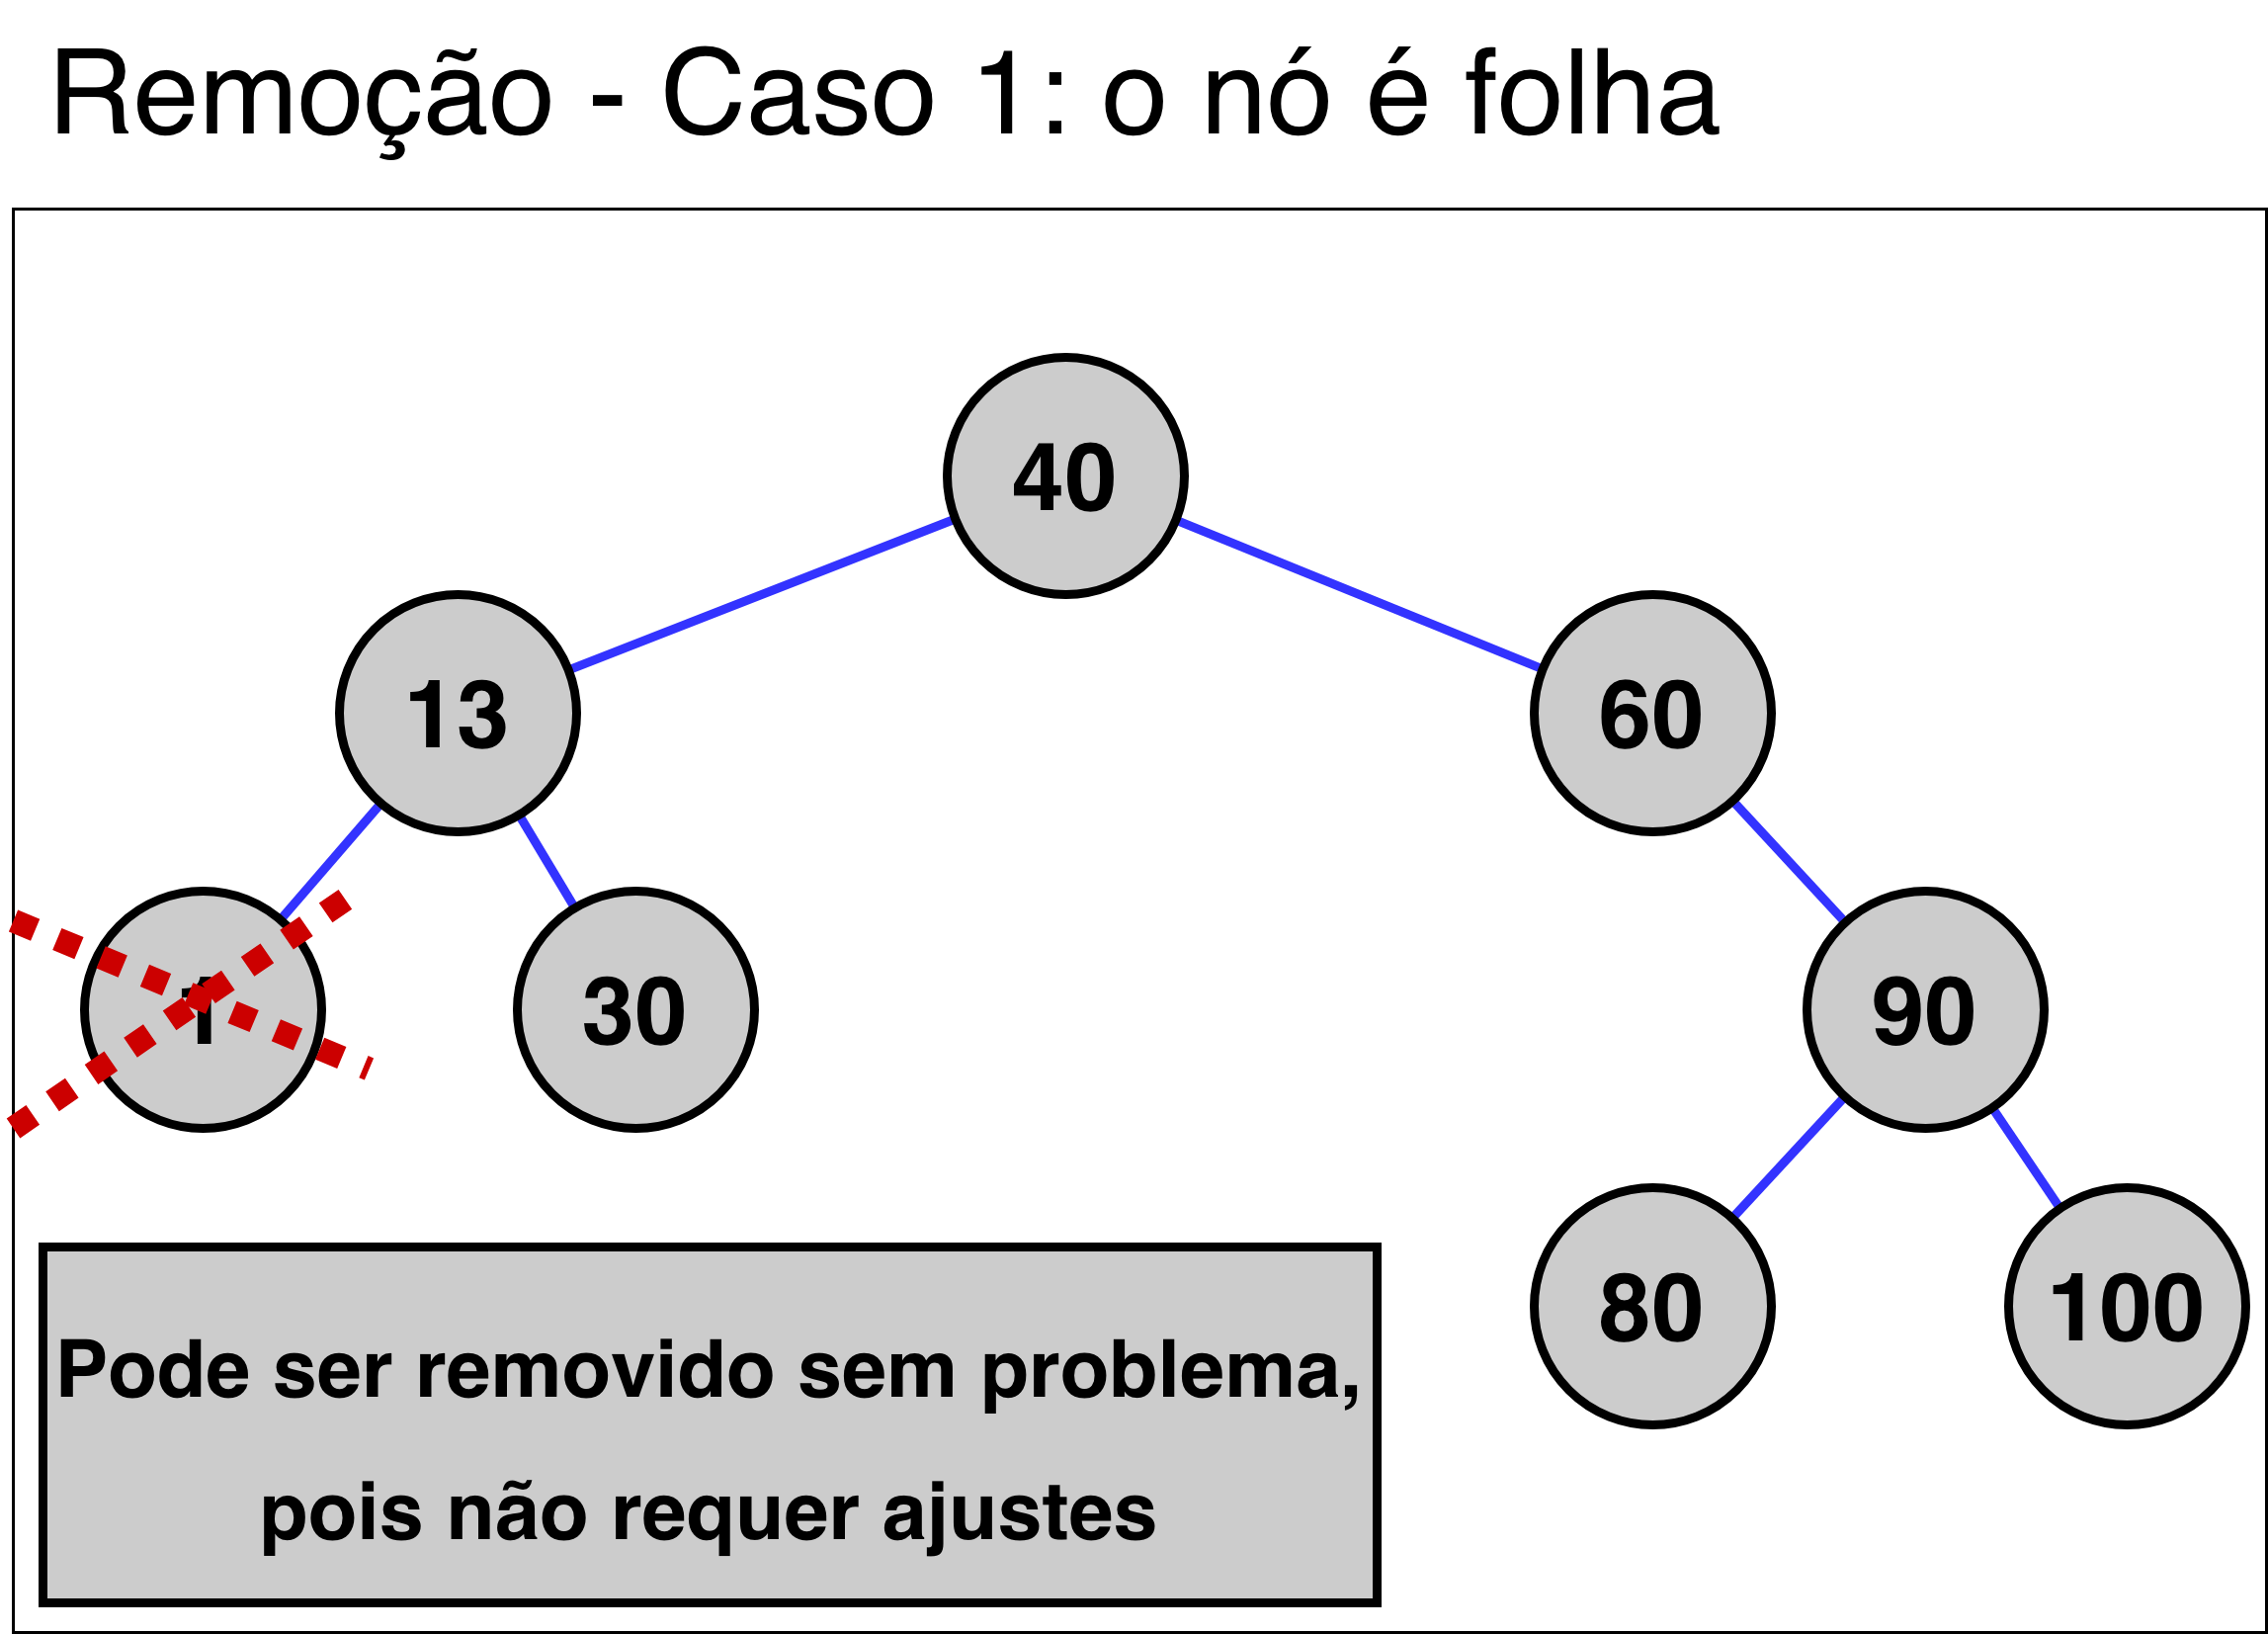 Remoção - Caso 1: o nó é folha
40
13
60
1
30
90
80
100
Pode ser removido sem problema,
pois não requer ajustes